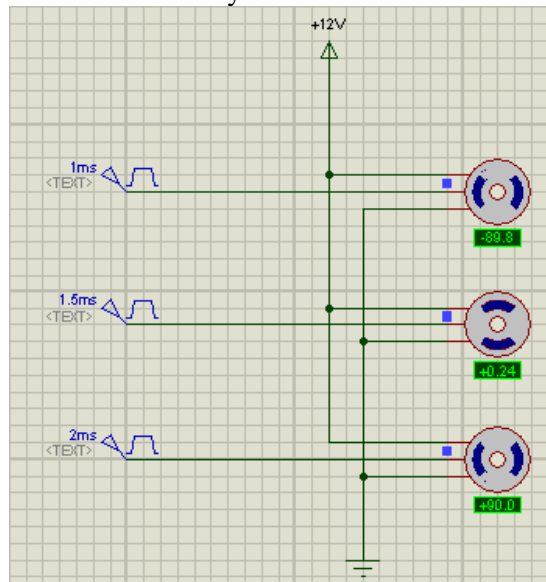 +12V
1ms
<TEXT>
-89.8
1.5ms
<TEXT>
+0.24
2ms
<TEXT>
+90.0